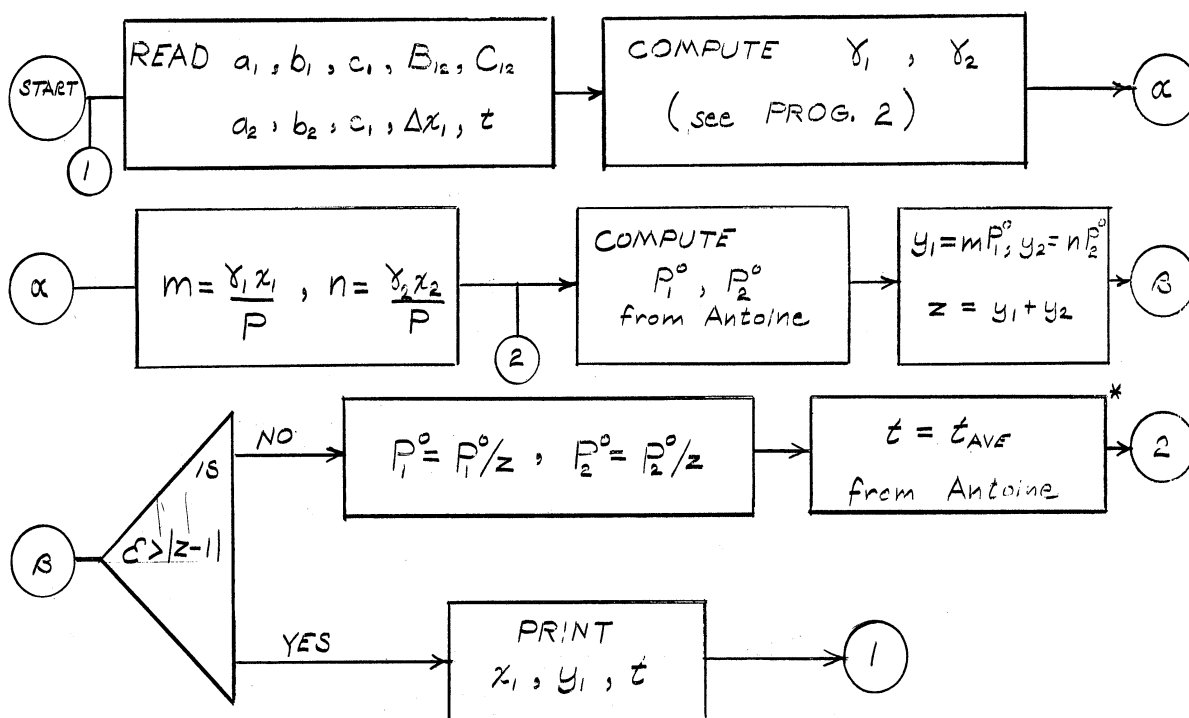 START
READ a₁, b₁, c₁, B₁₂, C₁₂
a₂, b₂, c₁, Δx₁, t
1
COMPUTE γ₁, γ₂
(see PROG. 2)
α
α
m = γ₁x₁/P, n = γ₂x₂/P
2
COMPUTE
P₁°, P₂°
from Antoine
y₁=mP₁°, y₂=nP₂°
z = y₁+y₂
β
β
IS
ε>|z-1|
NO
P₁°=P₁°/z, P₂°=P₂°/z
t = t_AVE
from Antoine
*
2
YES
PRINT
x₁, y₁, t
1